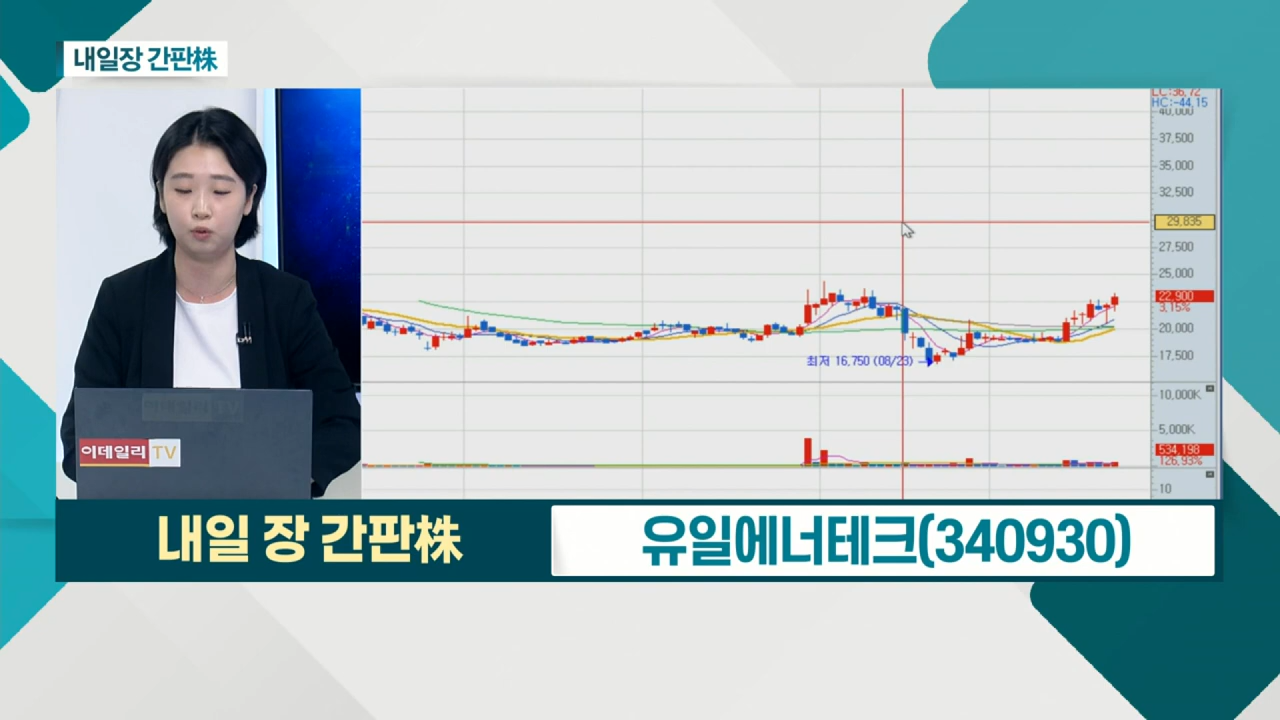 내일장 간판株
LC:36,72
HC:-44,15
40,000
37,500
35,000
32,500
29,835
27,500
25,000
22,900
3,15%
20,000
17,500
최저 16,750 (08/23)
10,000K
5,000K
534,198
126,93%
10
이데일리TV
내일 장 간판株
유일에너테크(340930)